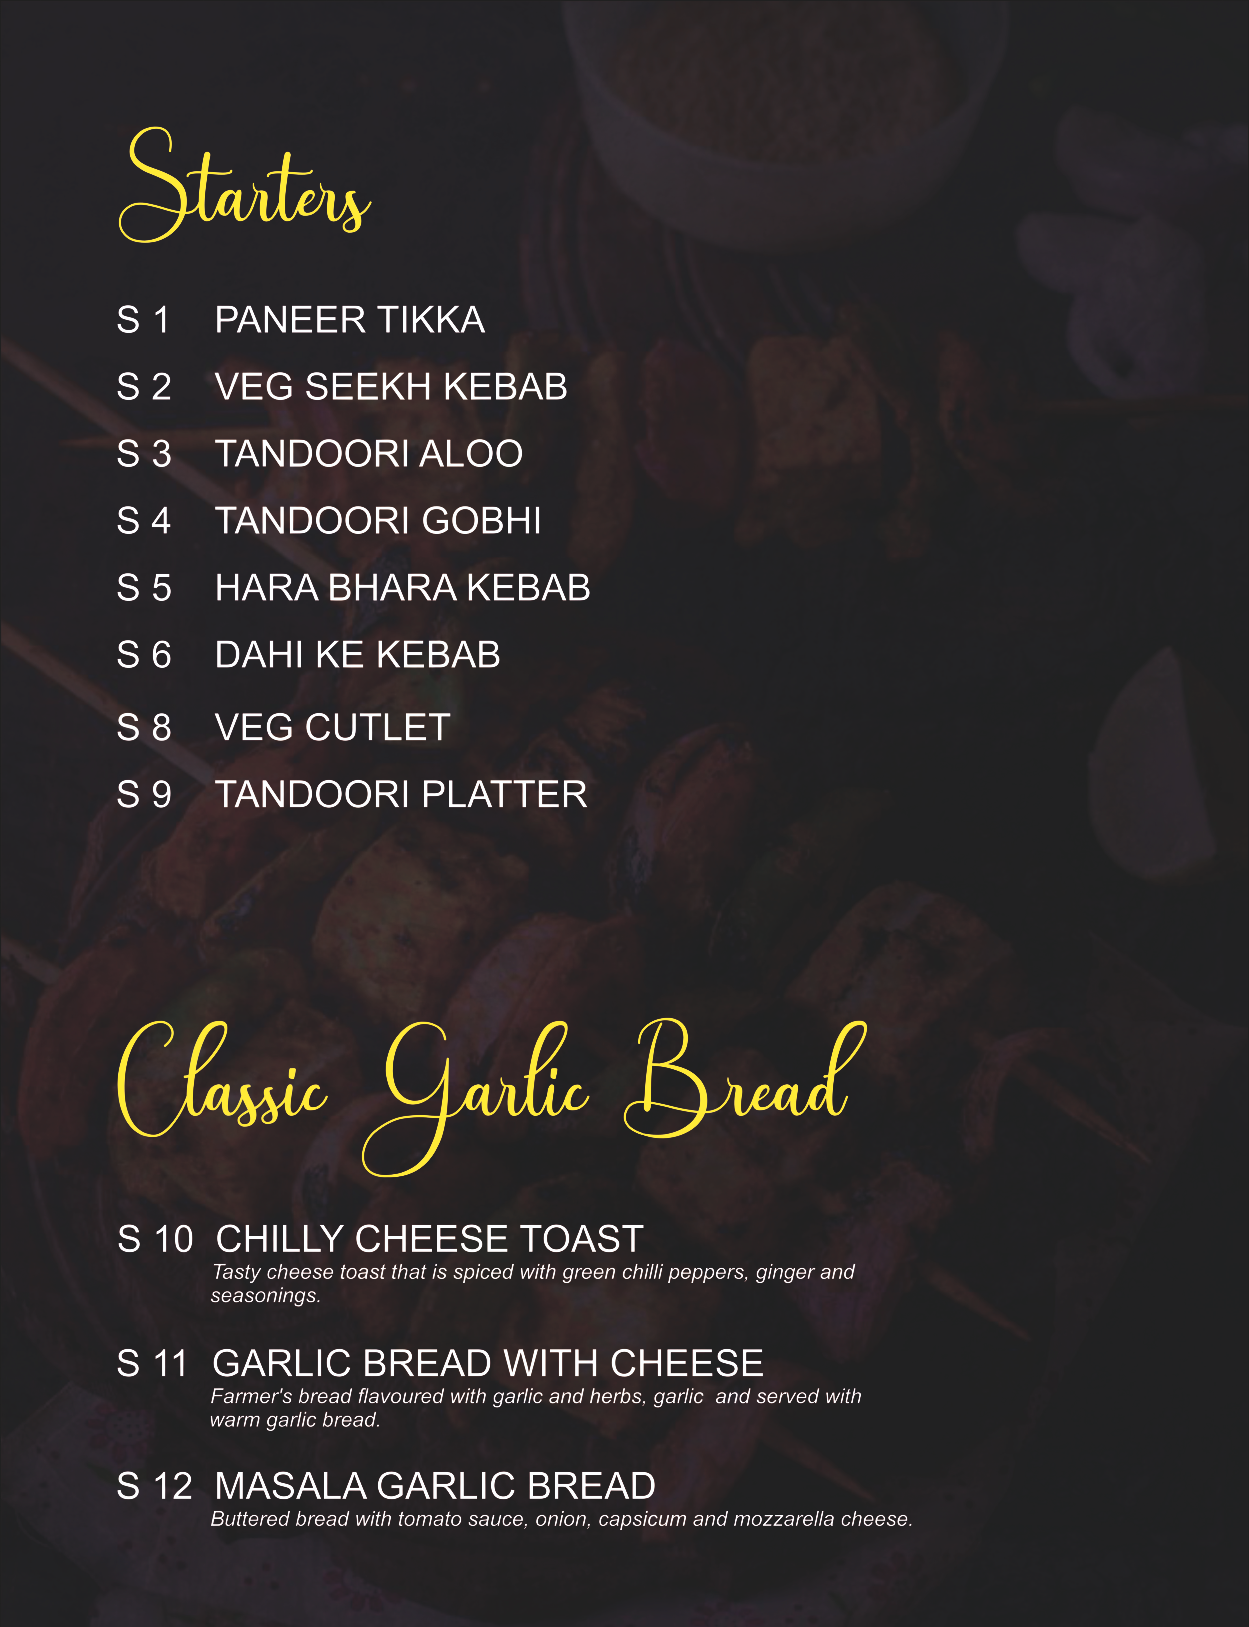 Starters
S 1 PANEER TIKKA
S 2 VEG SEEKH KEBAB
S 3 TANDOORI ALOO
S 4 TANDOORI GOBHI
S 5 HARA BHARA KEBAB
S 6 DAHI KE KEBAB
S 8 VEG CUTLET
S 9 TANDOORI PLATTER
Classic Garlic Bread
S 10 CHILLY CHEESE TOAST
Tasty cheese toast that is spiced with green chilli peppers, ginger and
seasonings.
S 11 GARLIC BREAD WITH CHEESE
Farmer's bread flavoured with garlic and herbs, garlic  and served with
warm garlic bread.
S 12 MASALA GARLIC BREAD
Buttered bread with tomato sauce, onion, capsicum and mozzarella cheese.